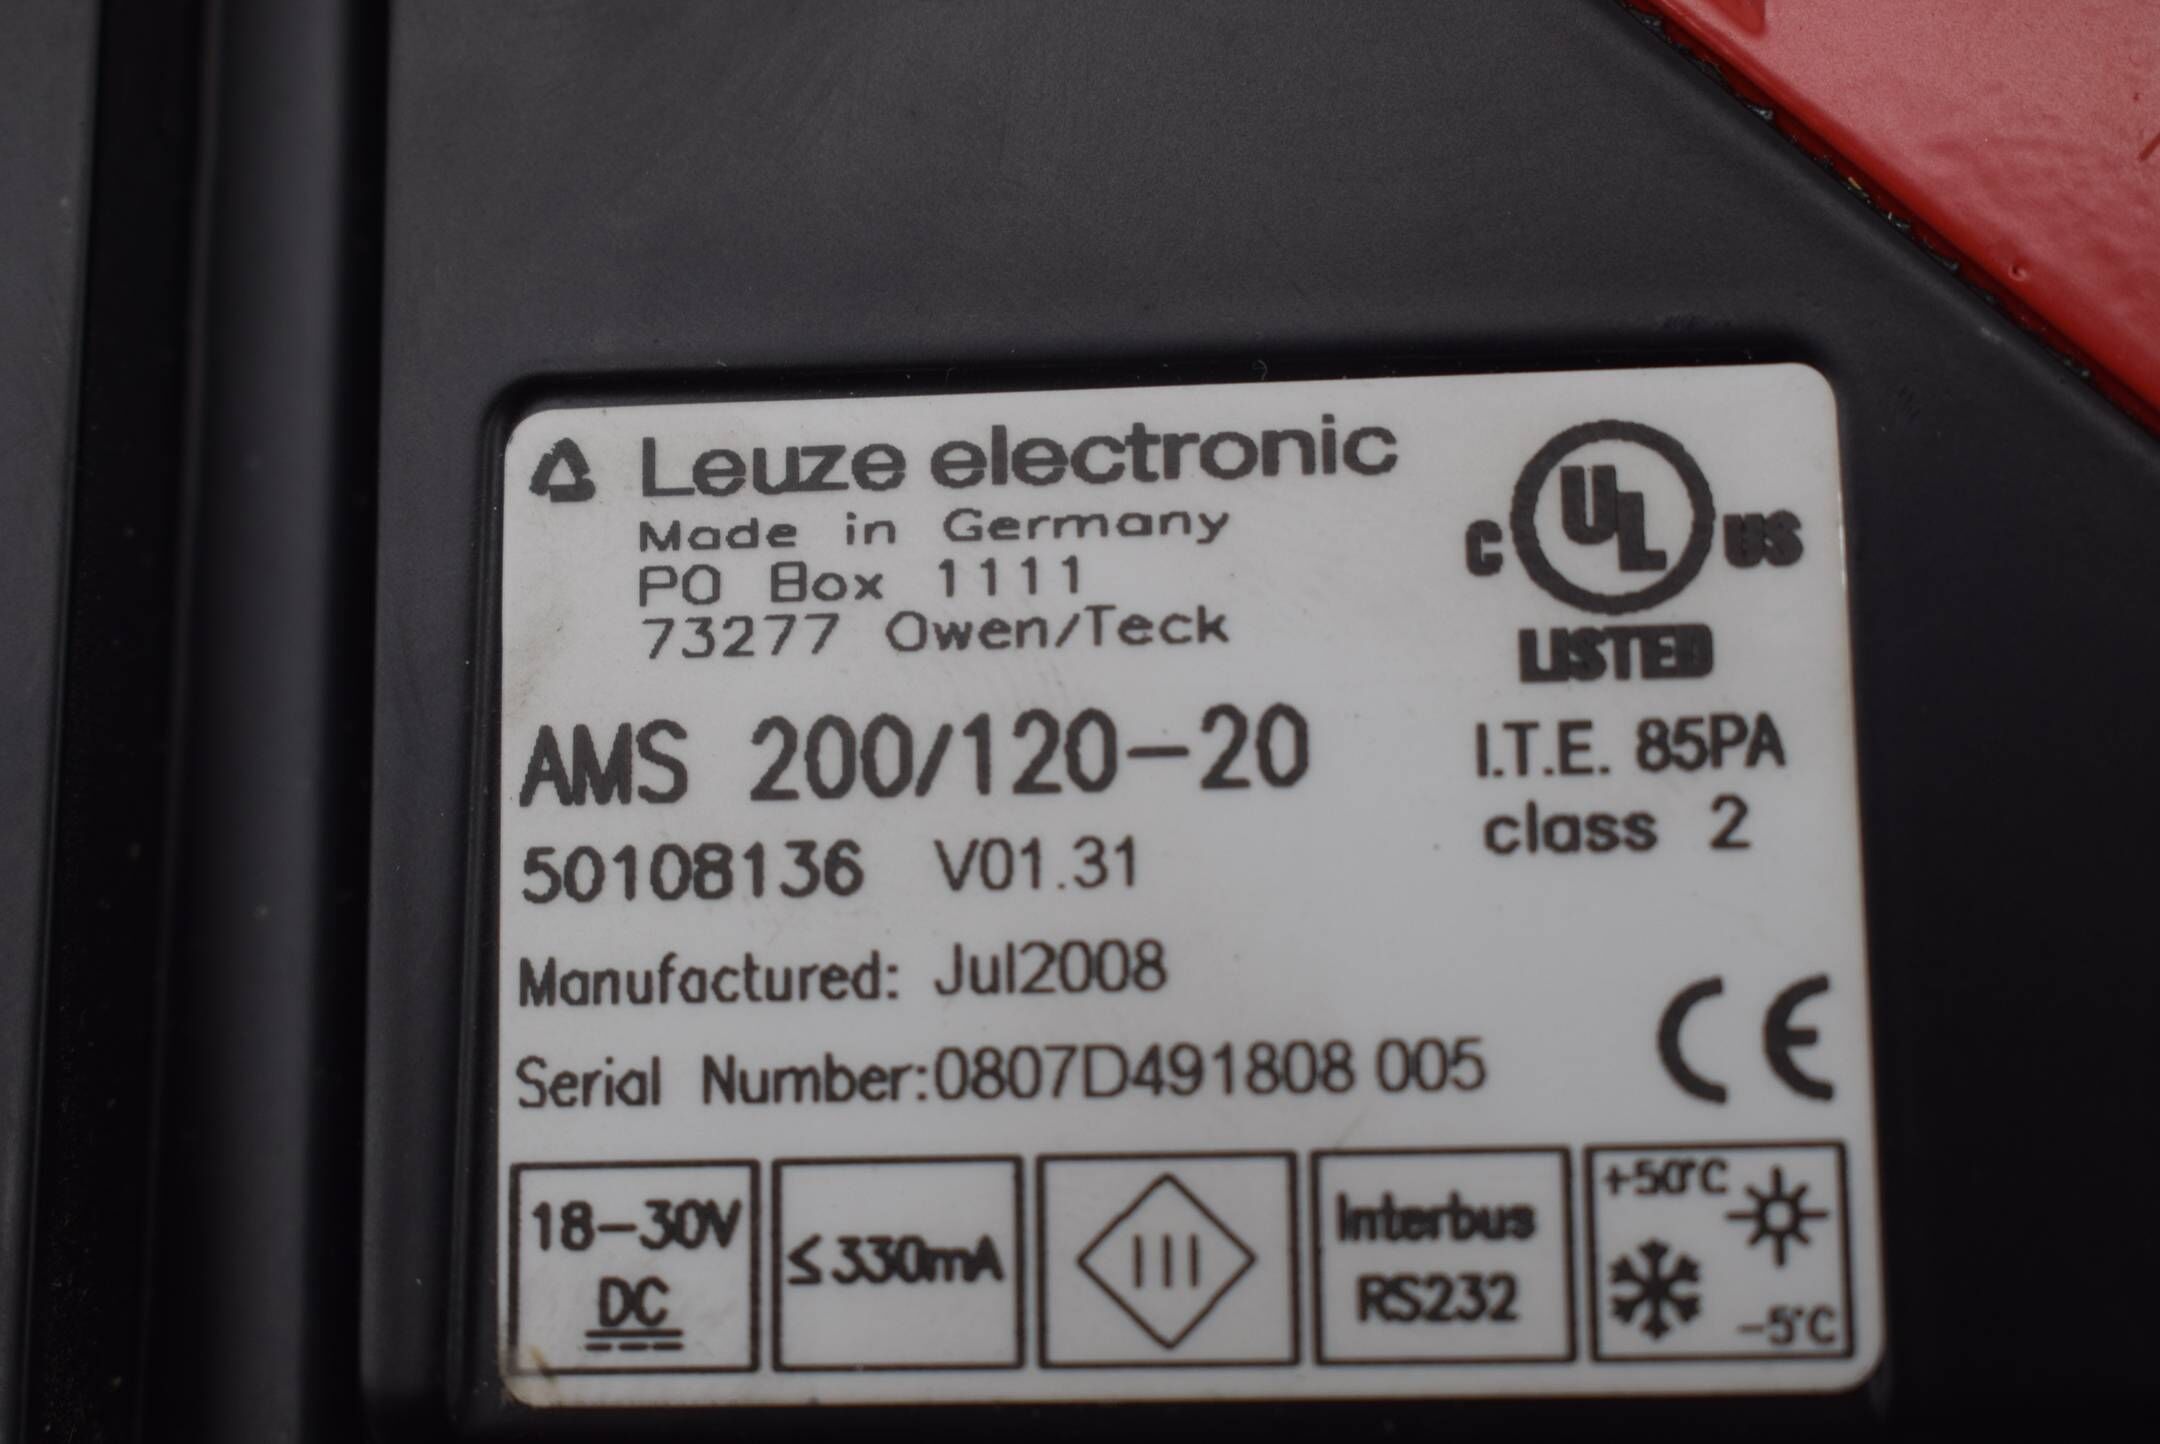 Leuze electronic
Made in Germany
PO Box 1111
73277 Owen/Teck
C UL US
LISTED
I.T.E. 85PA
class 2
AMS 200/120-20
50108136 V01.31
Manufactured: Jul2008
Serial Number:0807D491808 005
CE
18-30V
DC
≤330mA
III
Interbus
RS232
+50°C
-5°C